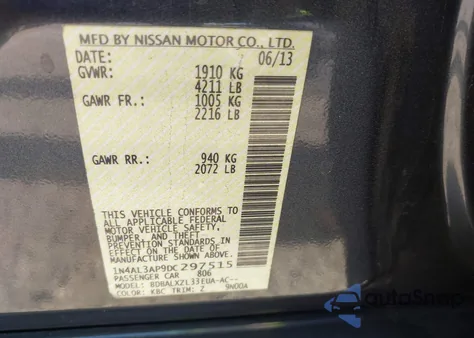 MFD BY NISSAN MOTOR CO., LTD.
DATE: 06/13
GVWR: 1910 KG
4211 LB
GAWR FR.: 1005 KG
2216 LB
GAWR RR.: 940 KG
2072 LB
THIS VEHICLE CONFORMS TO
ALL APPLICABLE FEDERAL
MOTOR VEHICLE SAFETY,
BUMPER, AND THEFT
PREVENTION STANDARDS IN
EFFECT ON THE DATE OF
MANUFACTURE SHOWN ABOVE.
1N4AL3AP9DC297515
PASSENGER CAR 806
MODEL: BDBALXZL33EUA-AC--
COLOR: KBC TRIM: Z 9N00A
autoSnap